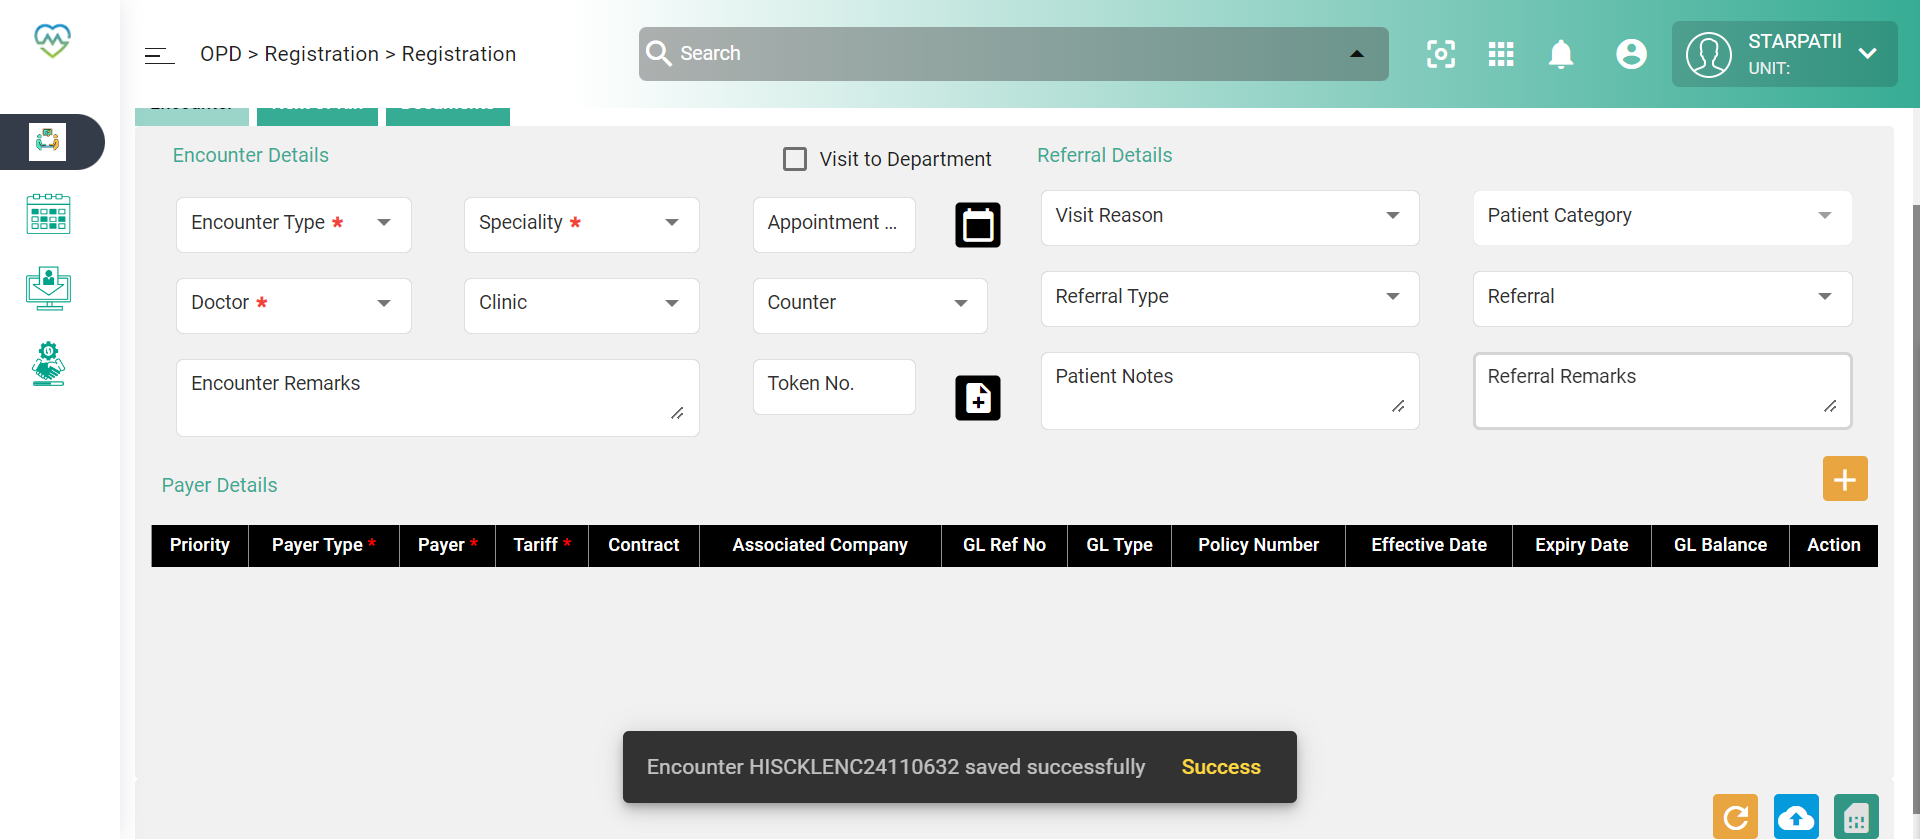 OPD > Registration > Registration
Search
STARPATIl
UNIT:
Encounter Details
Visit to Department
Referral Details
Encounter Type *
Speciality *
Appointment ...
Visit Reason
Patient Category
Doctor *
Clinic
Counter
Referral Type
Referral
Encounter Remarks
Token No.
Patient Notes
Referral Remarks
Payer Details
Priority Payer Type * Payer * Tariff * Contract Associated Company GL Ref No GL Type Policy Number Effective Date Expiry Date GL Balance Action
Encounter HISCKLENC24110632 saved successfully Success